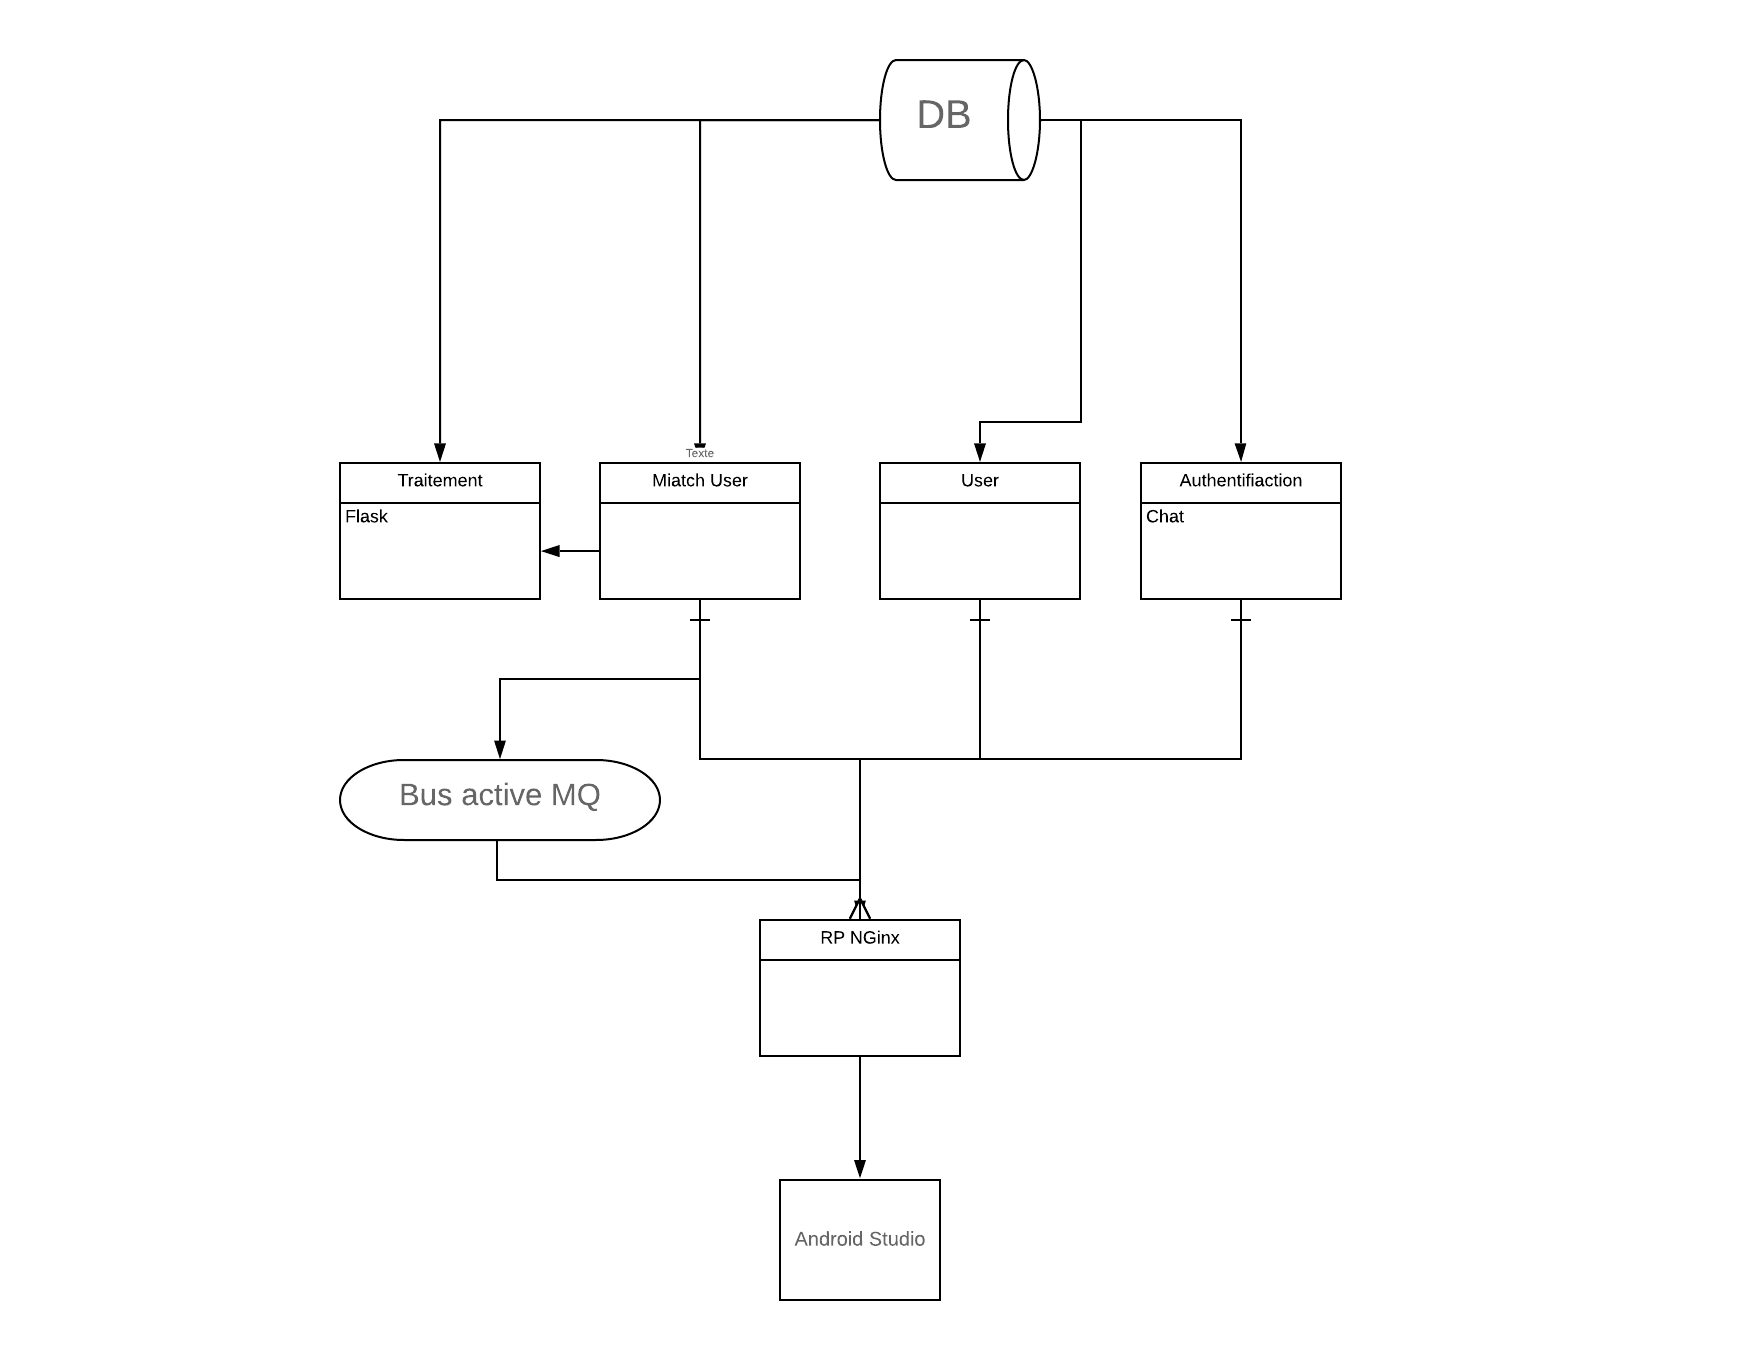 DB
Texte
Traitement
Flask
Miatch User
User
Authentifiaction
Chat
Bus active MQ
RP NGinx
Android Studio